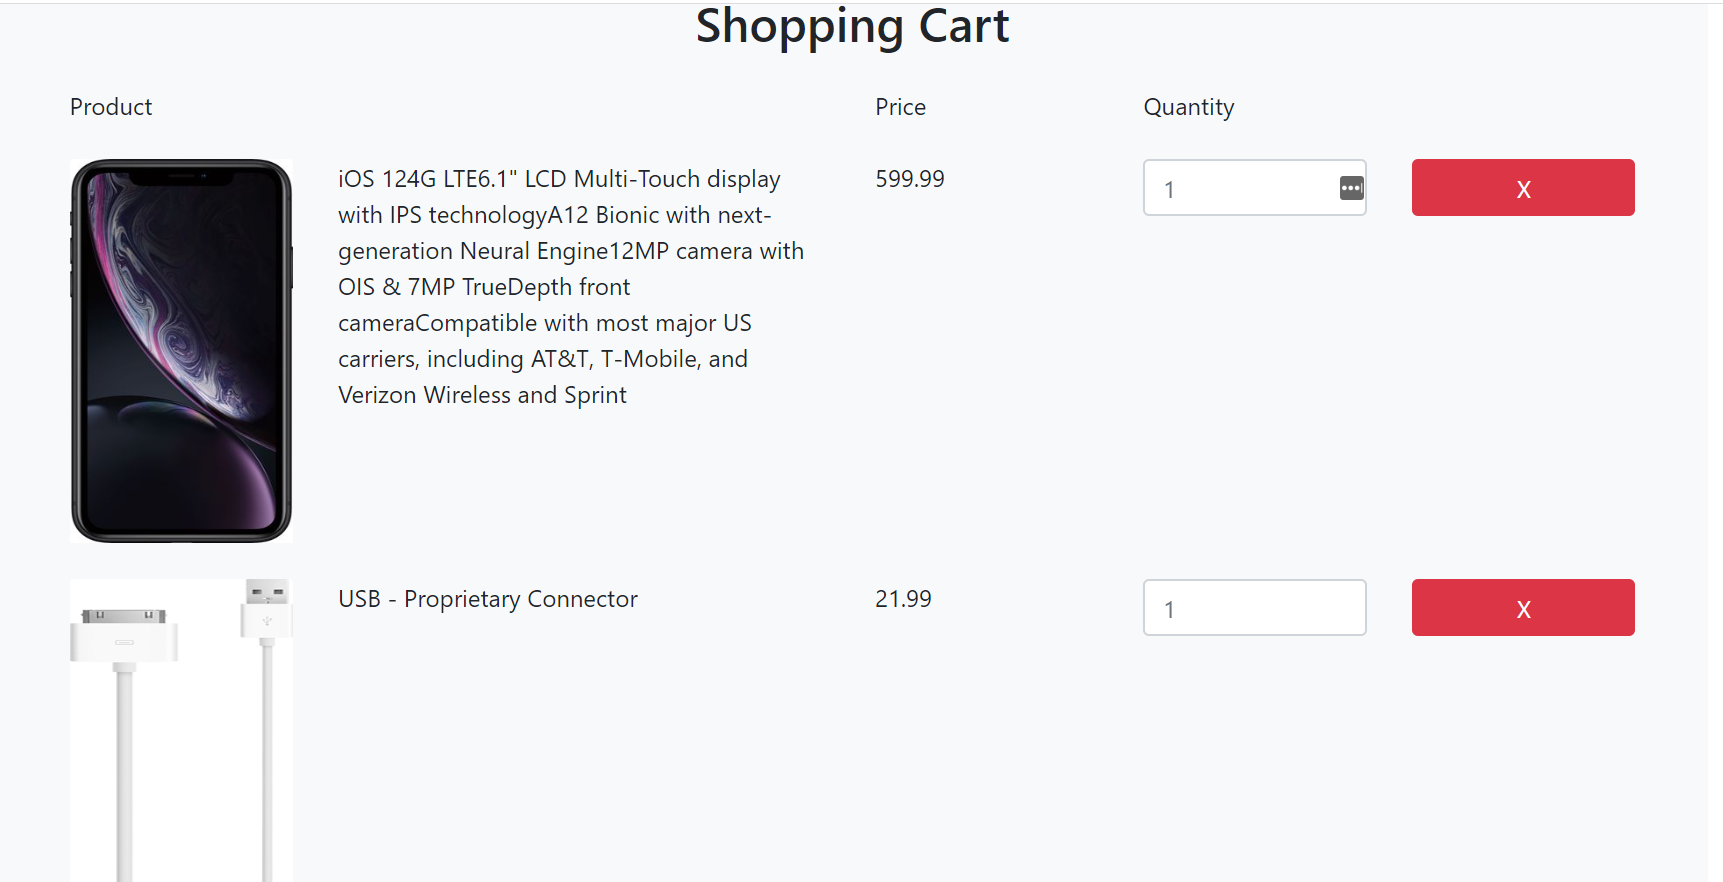 Shopping Cart
Product Price Quantity
iOS 124G LTE6.1" LCD Multi-Touch display
with IPS technologyA12 Bionic with next-
generation Neural Engine12MP camera with
OIS & 7MP TrueDepth front
cameraCompatible with most major US
carriers, including AT&T, T-Mobile, and
Verizon Wireless and Sprint
599.99
1
X
USB - Proprietary Connector
21.99
1
X